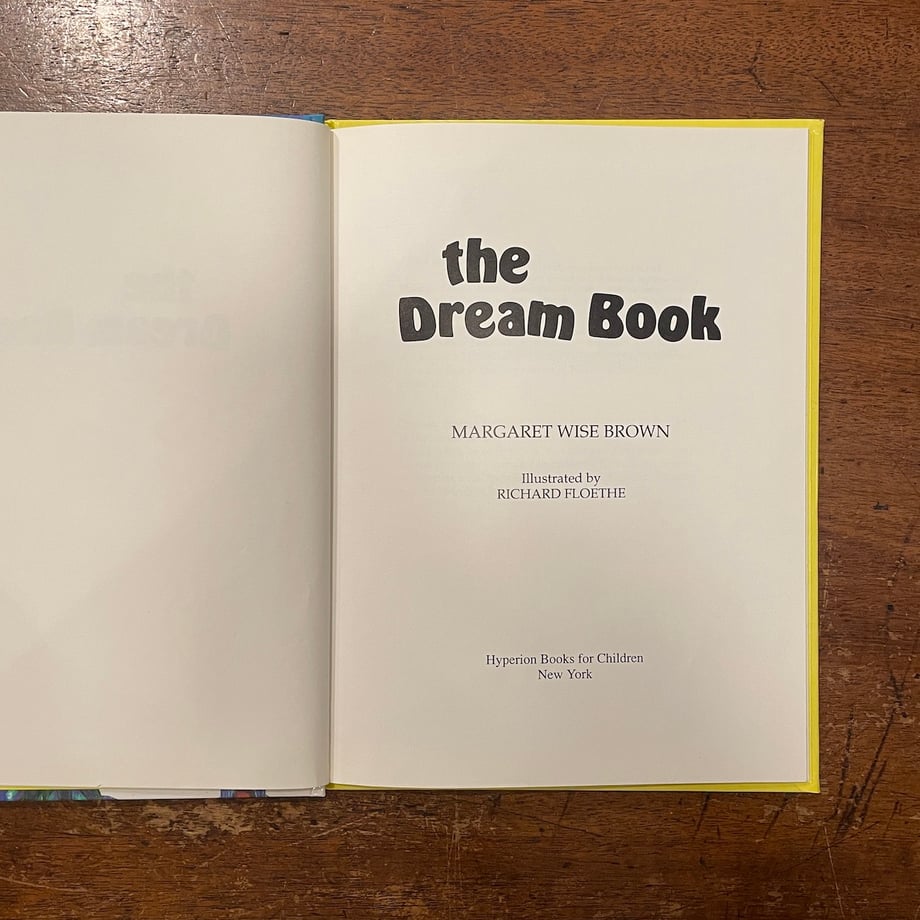 the
Dream Book
MARGARET WISE BROWN
Illustrated by
RICHARD FLOETHE
Hyperion Books for Children
New York